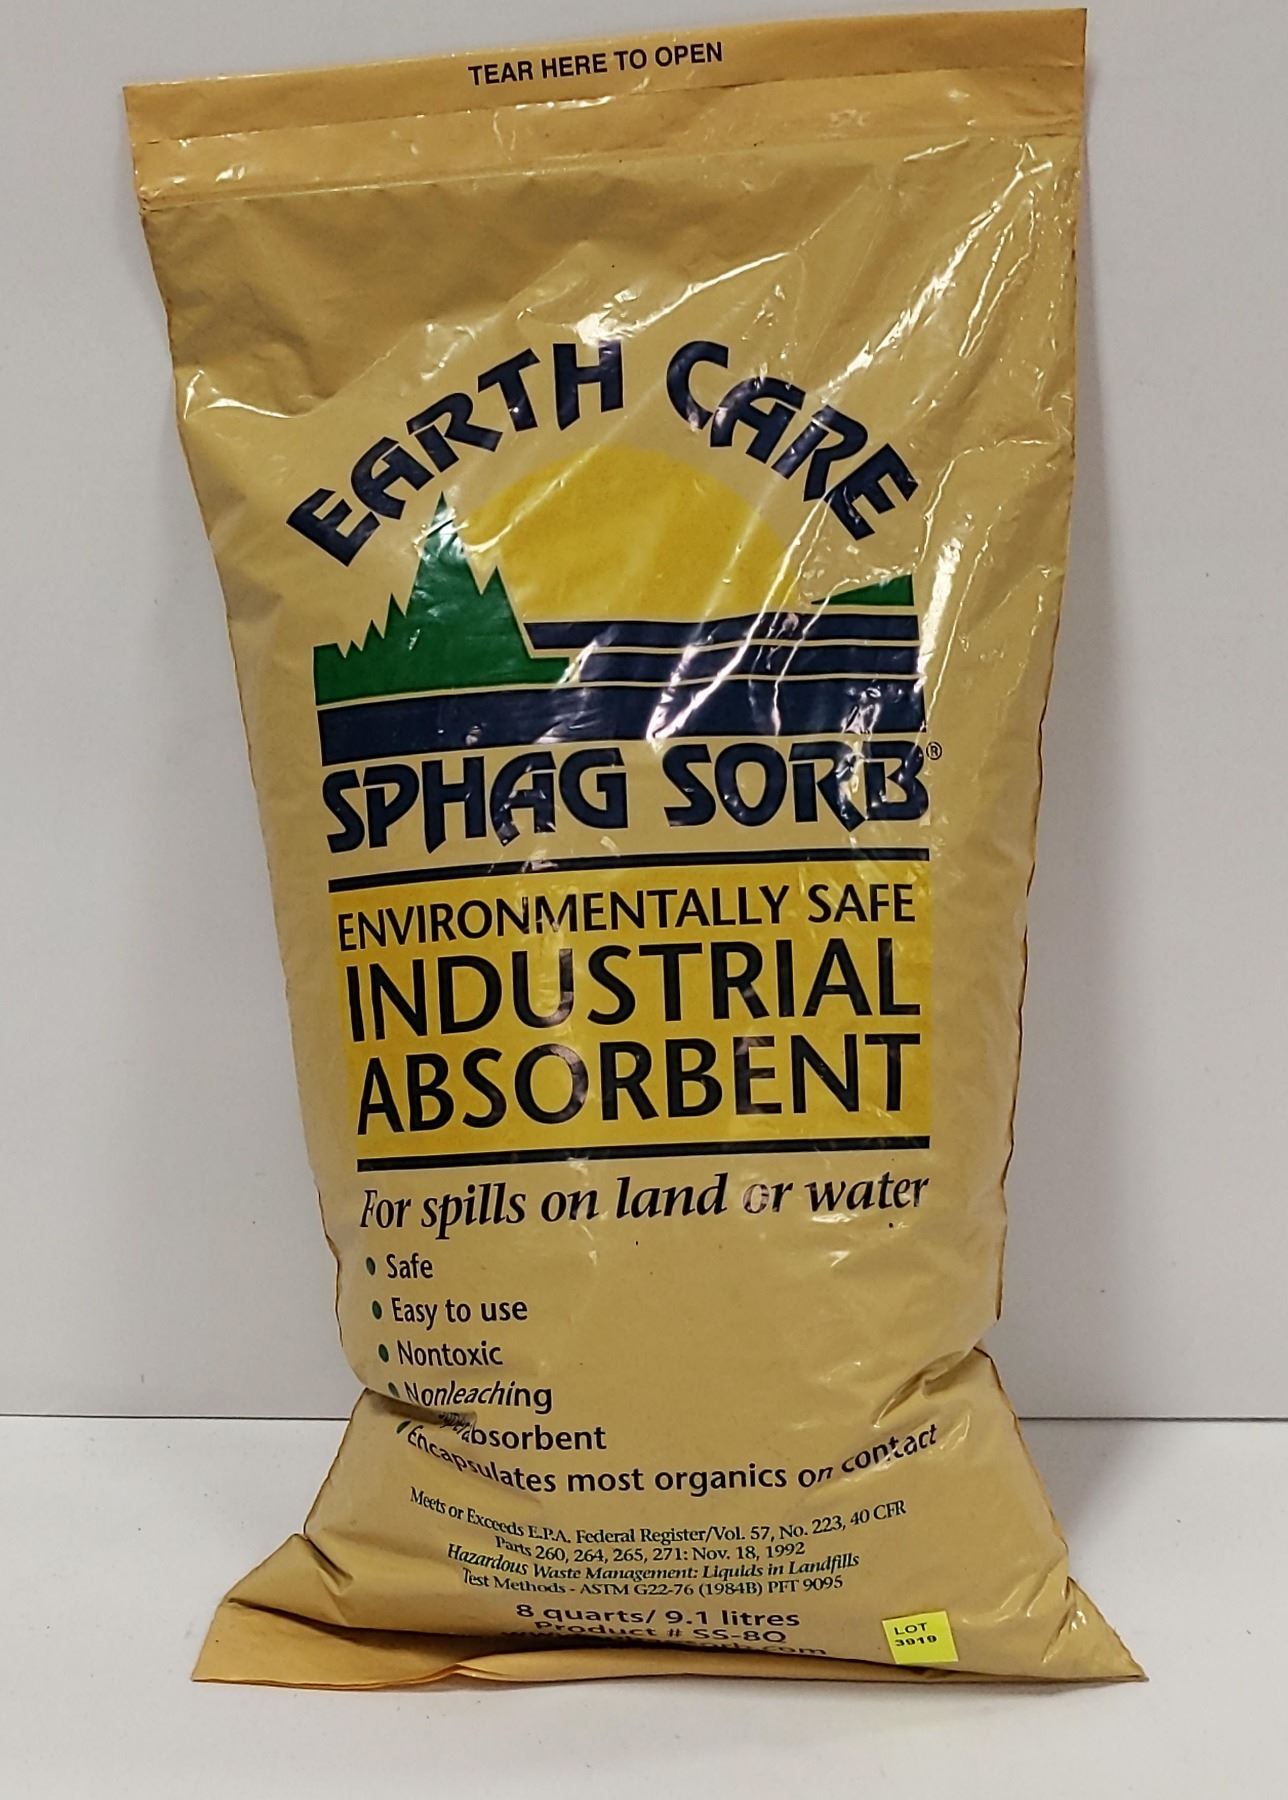 TEAR HERE TO OPEN
EARTH CARE
SPHAG SORB®
ENVIRONMENTALLY SAFE
INDUSTRIAL
ABSORBENT
For spills on land or water
• Safe
• Easy to use
• Nontoxic
• Nonleaching
• absorbent
• Encapsulates most organics on contact
Meets or Exceeds E.P.A. Federal Register/Vol. 57, No. 223, 40 CFR
Parts 260, 264, 265, 271: Nov. 18, 1992
Hazardous Waste Management: Liquids in Landfills
Test Methods - ASTM G22-76 (1984B) PFT 9095
8 quarts/ 9.1 litres
Product # SS-8Q
LOT
3919